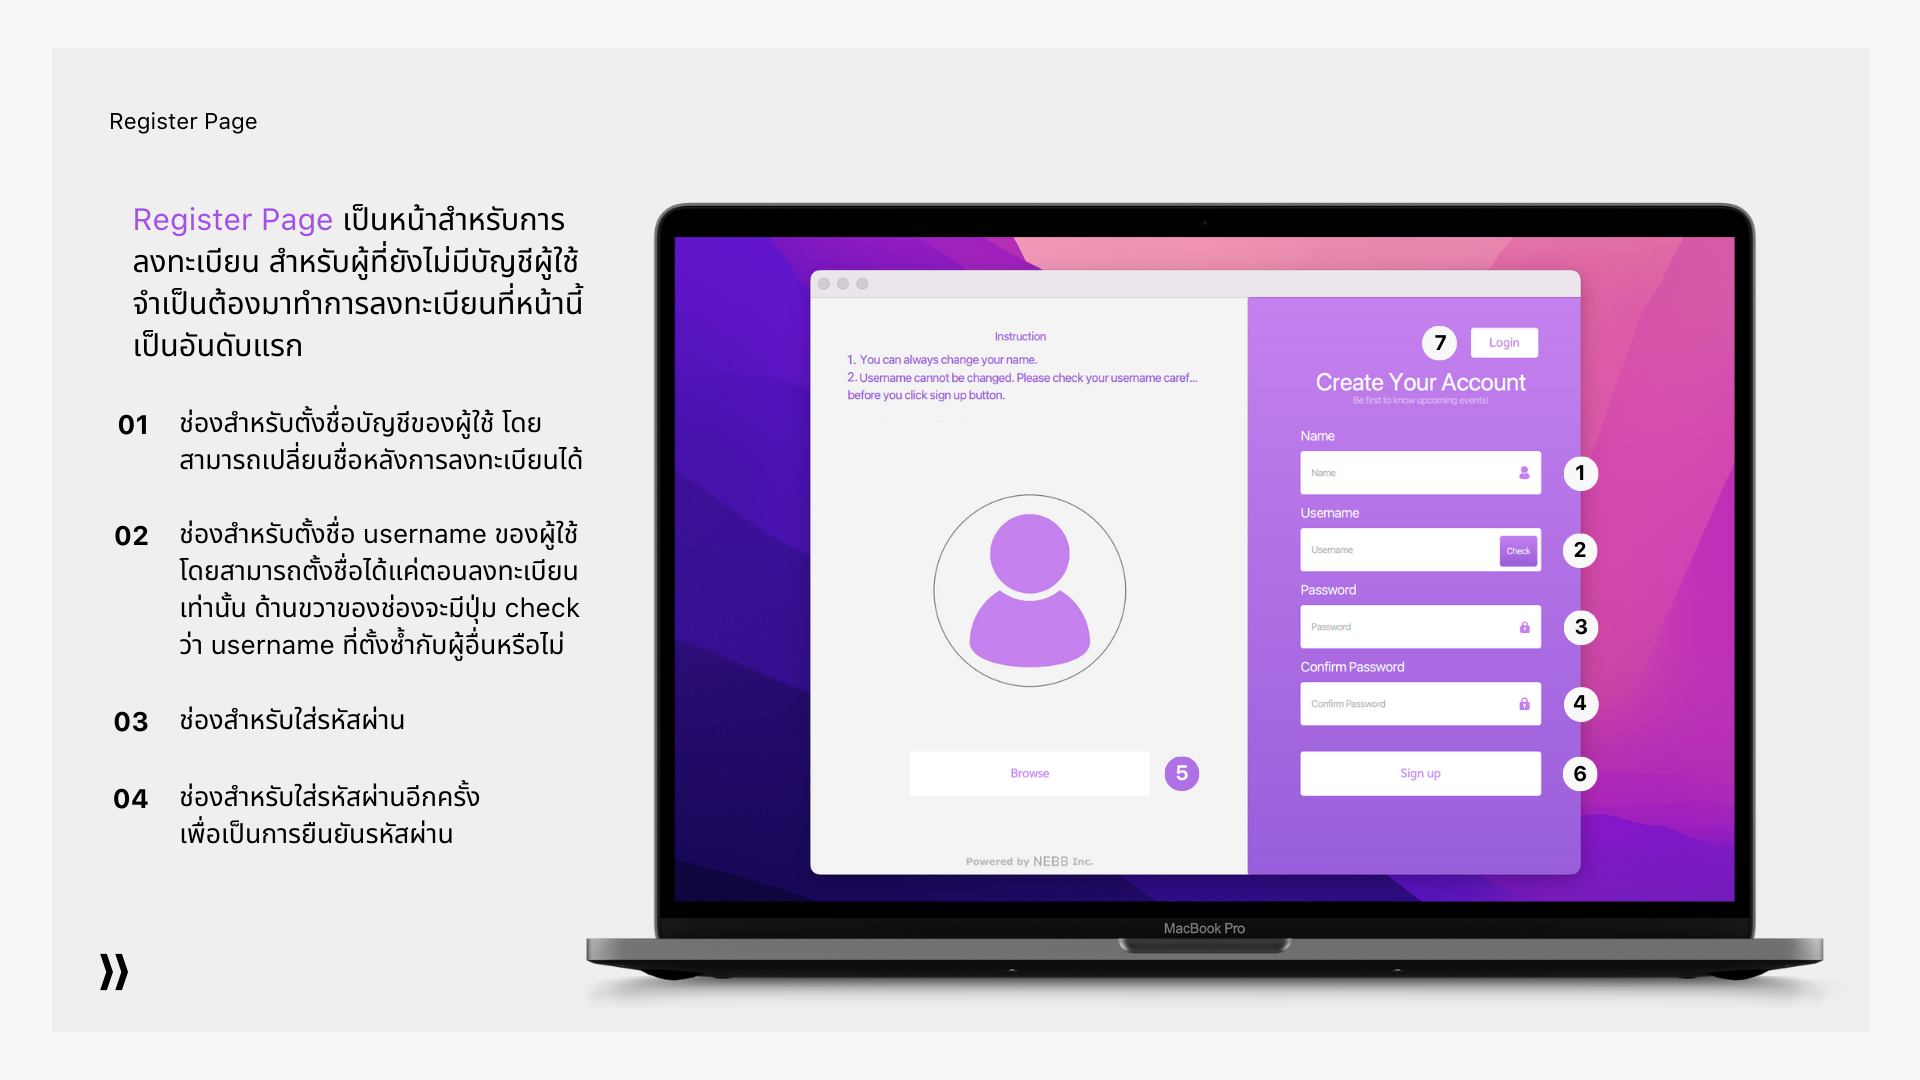 Register Page
Register Page เป็นหน้าสำหรับการ
ลงทะเบียน สำหรับผู้ที่ยังไม่มีบัญชีผู้ใช้
จำเป็นต้องมาทำการลงทะเบียนที่หน้านี้
เป็นอันดับแรก
01 ช่องสำหรับตั้งชื่อบัญชีของผู้ใช้ โดย
สามารถเปลี่ยนชื่อหลังการลงทะเบียนได้
02 ช่องสำหรับตั้งชื่อ username ของผู้ใช้
โดยสามารถตั้งชื่อได้แค่ตอนลงทะเบียน
เท่านั้น ด้านขวาของช่องจะมีปุ่ม check
ว่า username ที่ตั้งซ้ำกับผู้อื่นหรือไม่
03 ช่องสำหรับใส่รหัสผ่าน
04 ช่องสำหรับใส่รหัสผ่านอีกครั้ง
เพื่อเป็นการยืนยันรหัสผ่าน
Instruction
1. You can always change your name.
2. Username cannot be changed. Please check your username caref...
before you click sign up button.
Browse
5
Powered by NEBB Inc.
7
Login
Create Your Account
Be first to know upcoming events!
Name
Name
1
Username
Username
Check
2
Password
Password
3
Confirm Password
Confirm Password
4
Sign up
6
MacBook Pro